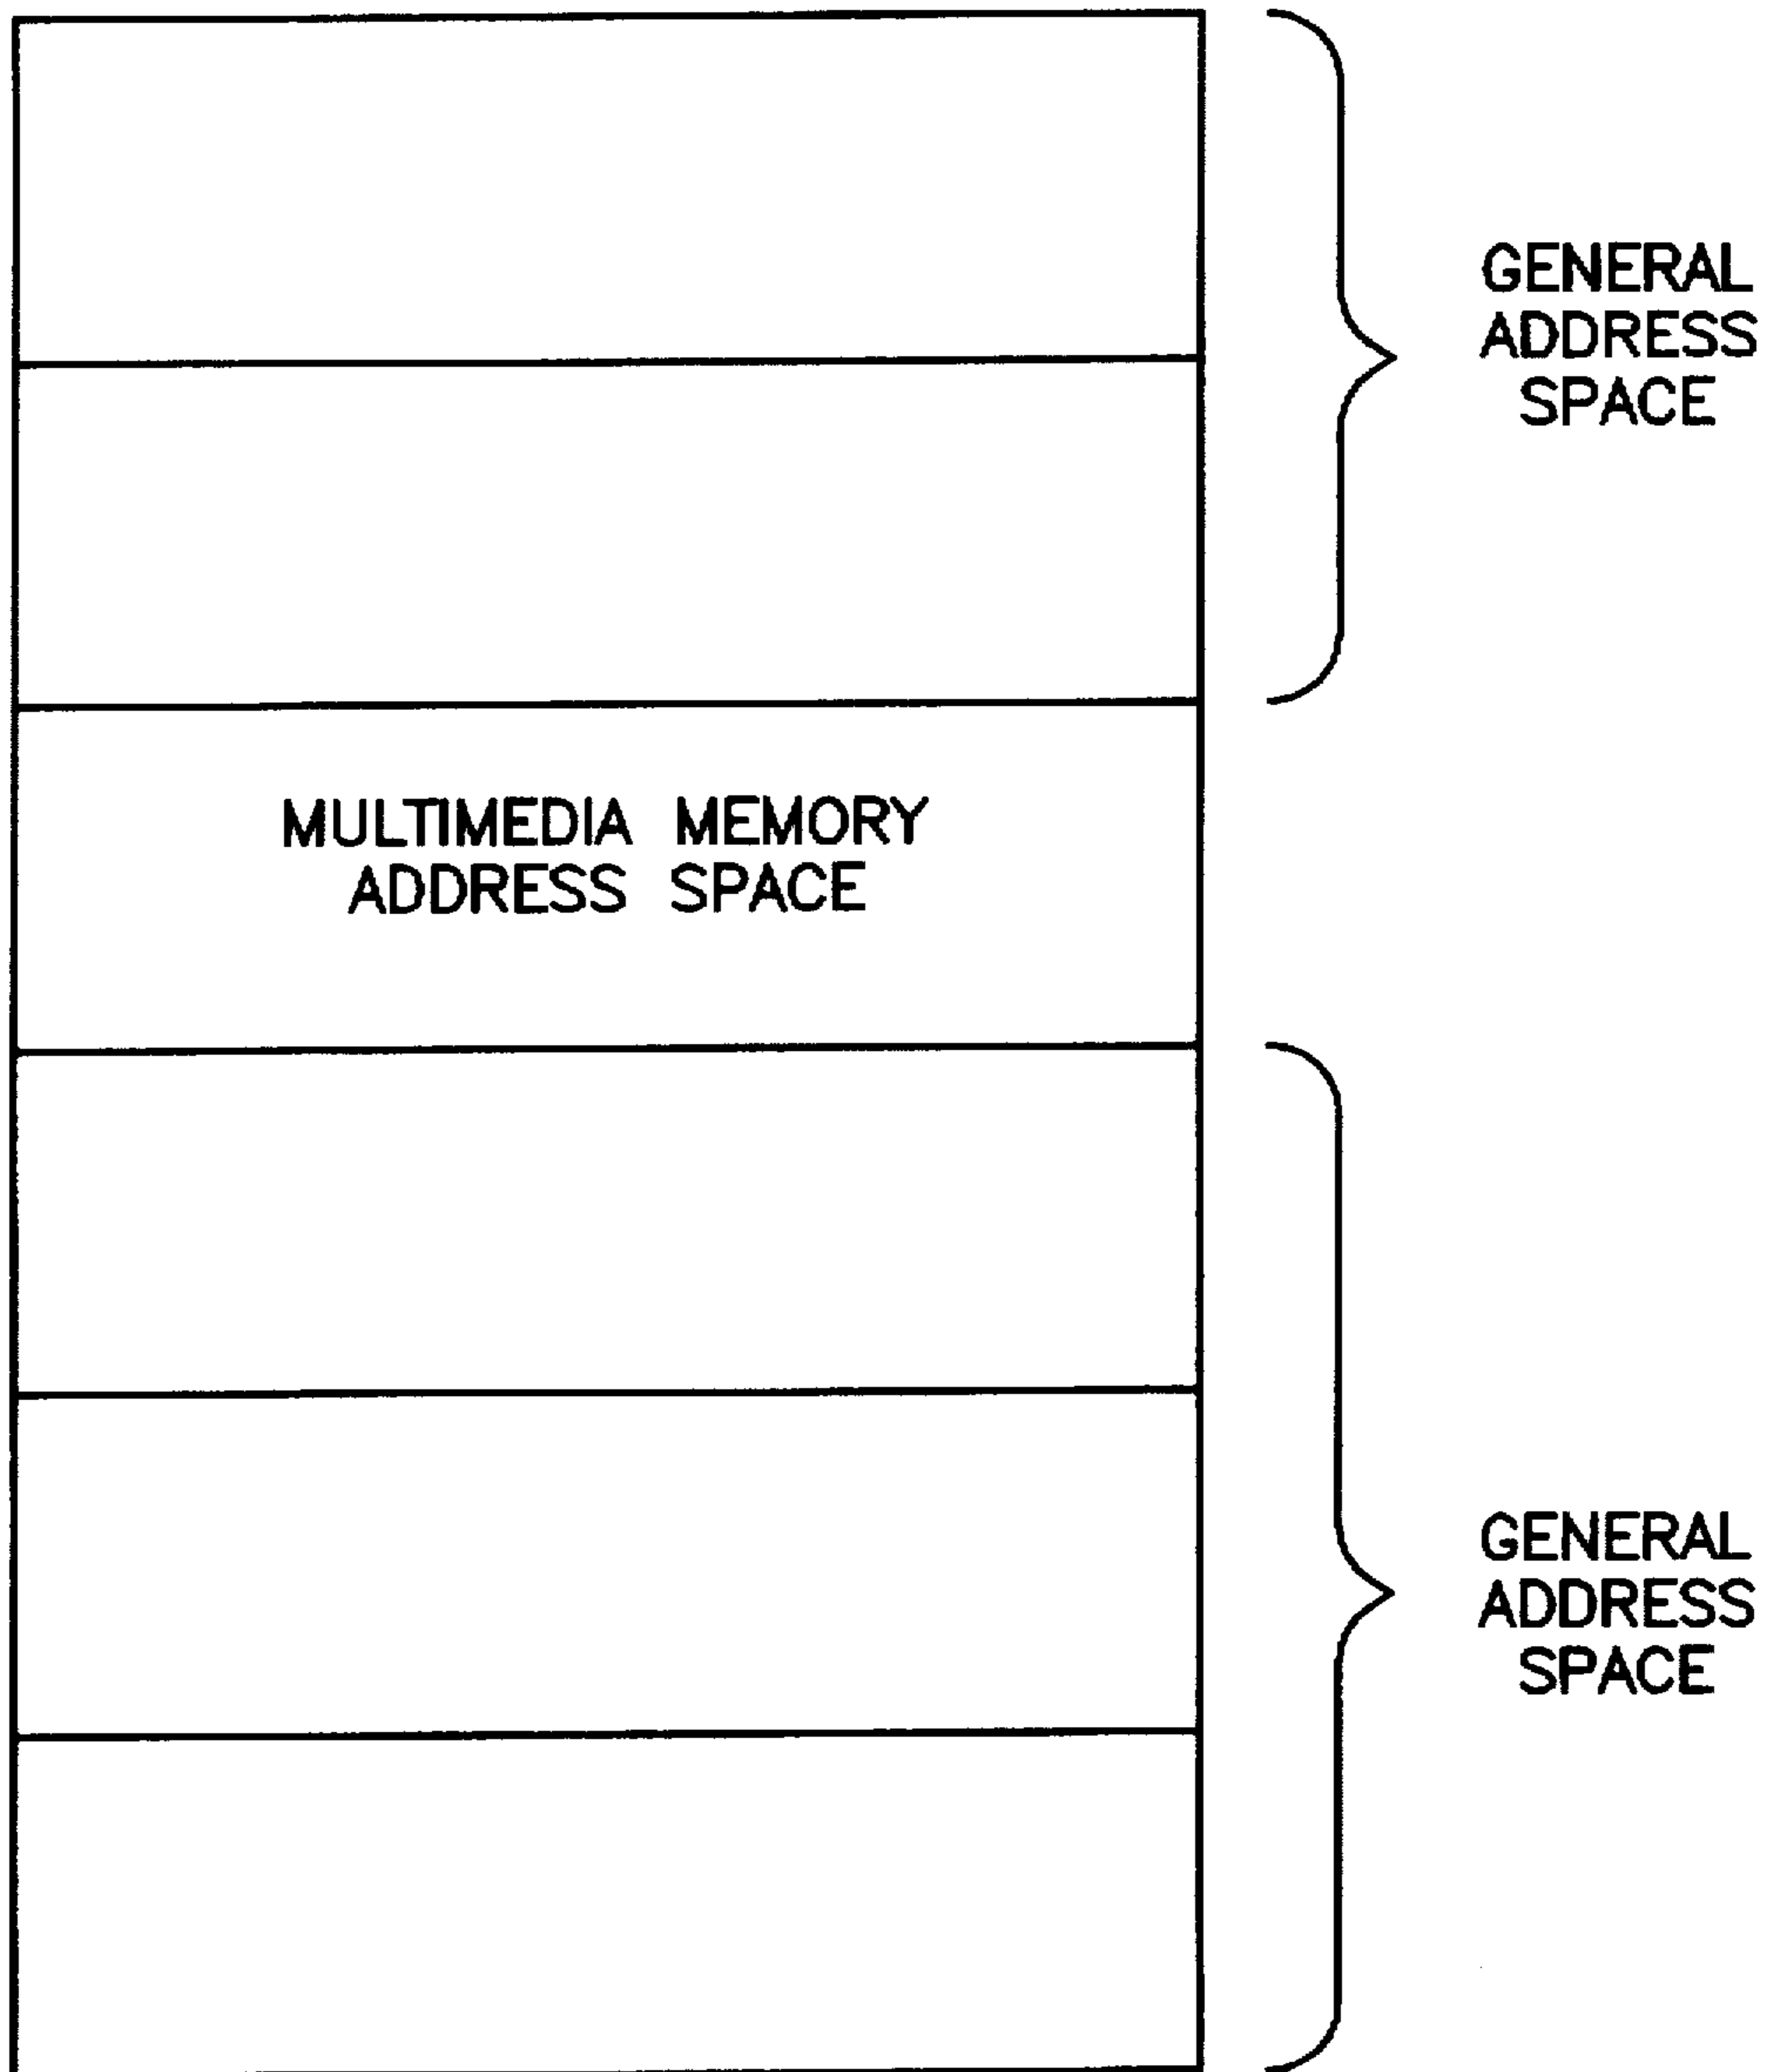 GENERAL
ADDRESS
SPACE
MULTIMEDIA MEMORY
ADDRESS SPACE
GENERAL
ADDRESS
SPACE